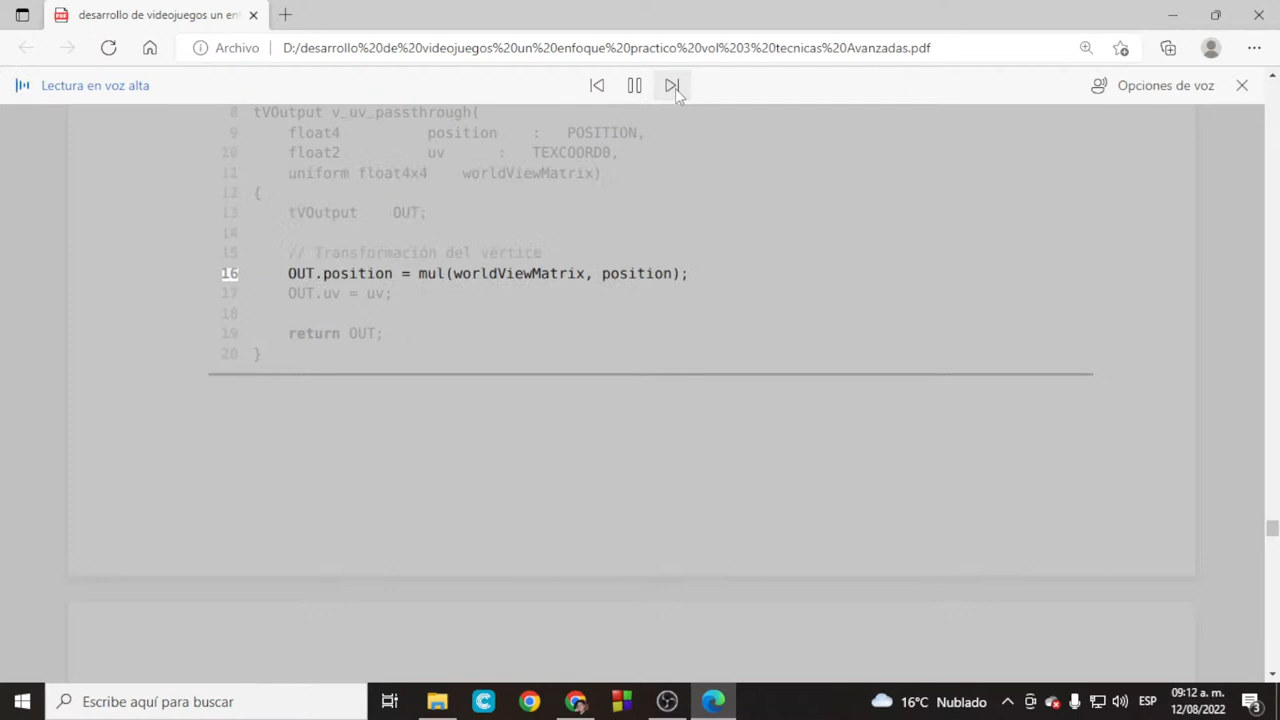 desarrollo de videojuegos un en
Archivo
D:/desarrollo%20de%20videojuegos%20un%20enfoque%20practico%20vol%203%20tecnicas%20Avanzadas.pdf
Lectura en voz alta
Opciones de voz
8 tVOutput v_uv_passthrough(
9 float4 position : POSITION,
10 float2 uv : TEXCOORD0,
11 uniform float4x4 worldViewMatrix)
12 {
13 tVOutput OUT;
14
15 // Transformación del vértice
16 OUT.position = mul(worldViewMatrix, position);
17 OUT.uv = uv;
18
19 return OUT;
20 }
Escribe aquí para buscar
16°C Nublado
ESP
09:12 a. m.
12/08/2022
3